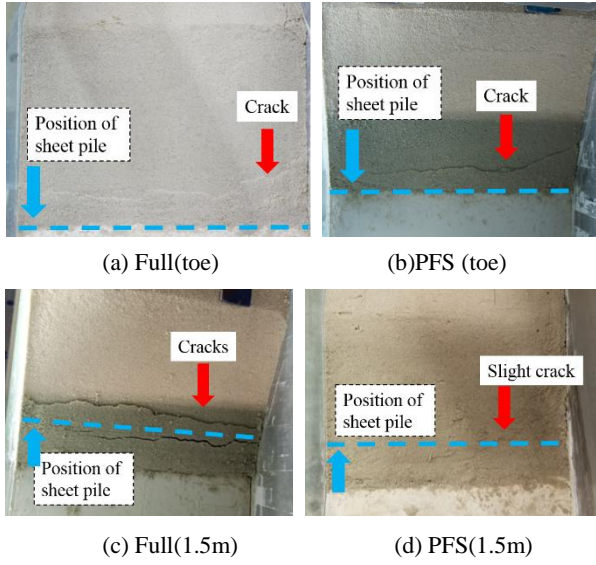 Position of
sheet pile
Crack
(a) Full(toe)
Position of
sheet pile
Crack
(b)PFS (toe)
Cracks
Position of
sheet pile
(c) Full(1.5m)
Position of
sheet pile
Slight crack
(d) PFS(1.5m)